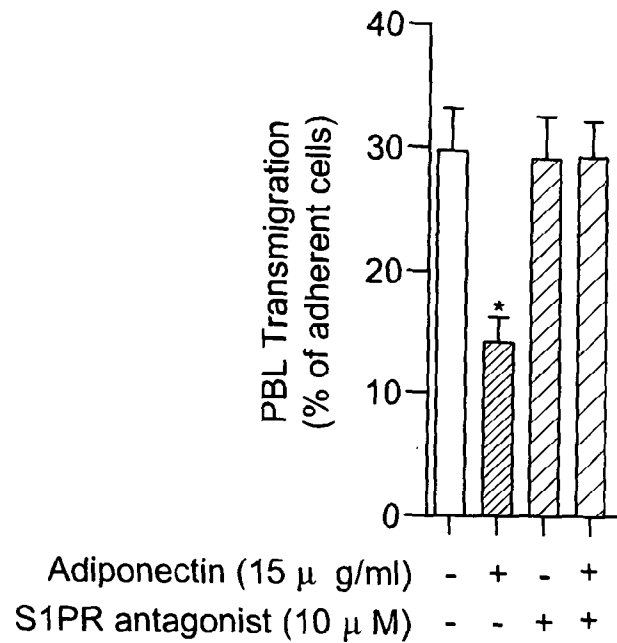 40
30
20
10
0
PBL Transmigration
(% of adherent cells)
*
Adiponectin (15 μ g/ml) - + - +
S1PR antagonist (10 μ M) - - + +